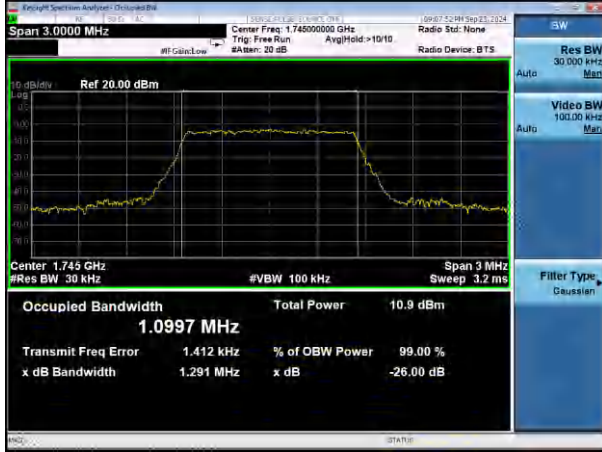 Keysight Spectrum Analyzer - Occupied BW
Span 3.0000 MHz
Center Freq: 1.745000000 GHz
Trig: Free Run Avg|Hold:>10/10
#IFGain:Low #Atten: 20 dB
09:07:52 PM Sep 23, 2024
Radio Std: None
Radio Device: BTS
BW
Res BW
30.000 kHz
Auto Man
Video BW
100.00 kHz
Auto Man
Filter Type
Gaussian
10 dB/div Ref 20.00 dBm
Log
Center 1.745 GHz Span 3 MHz
#Res BW 30 kHz #VBW 100 kHz Sweep 3.2 ms
Occupied Bandwidth Total Power 10.9 dBm
1.0997 MHz
Transmit Freq Error 1.412 kHz % of OBW Power 99.00 %
x dB Bandwidth 1.291 MHz x dB -26.00 dB
MSG STATUS